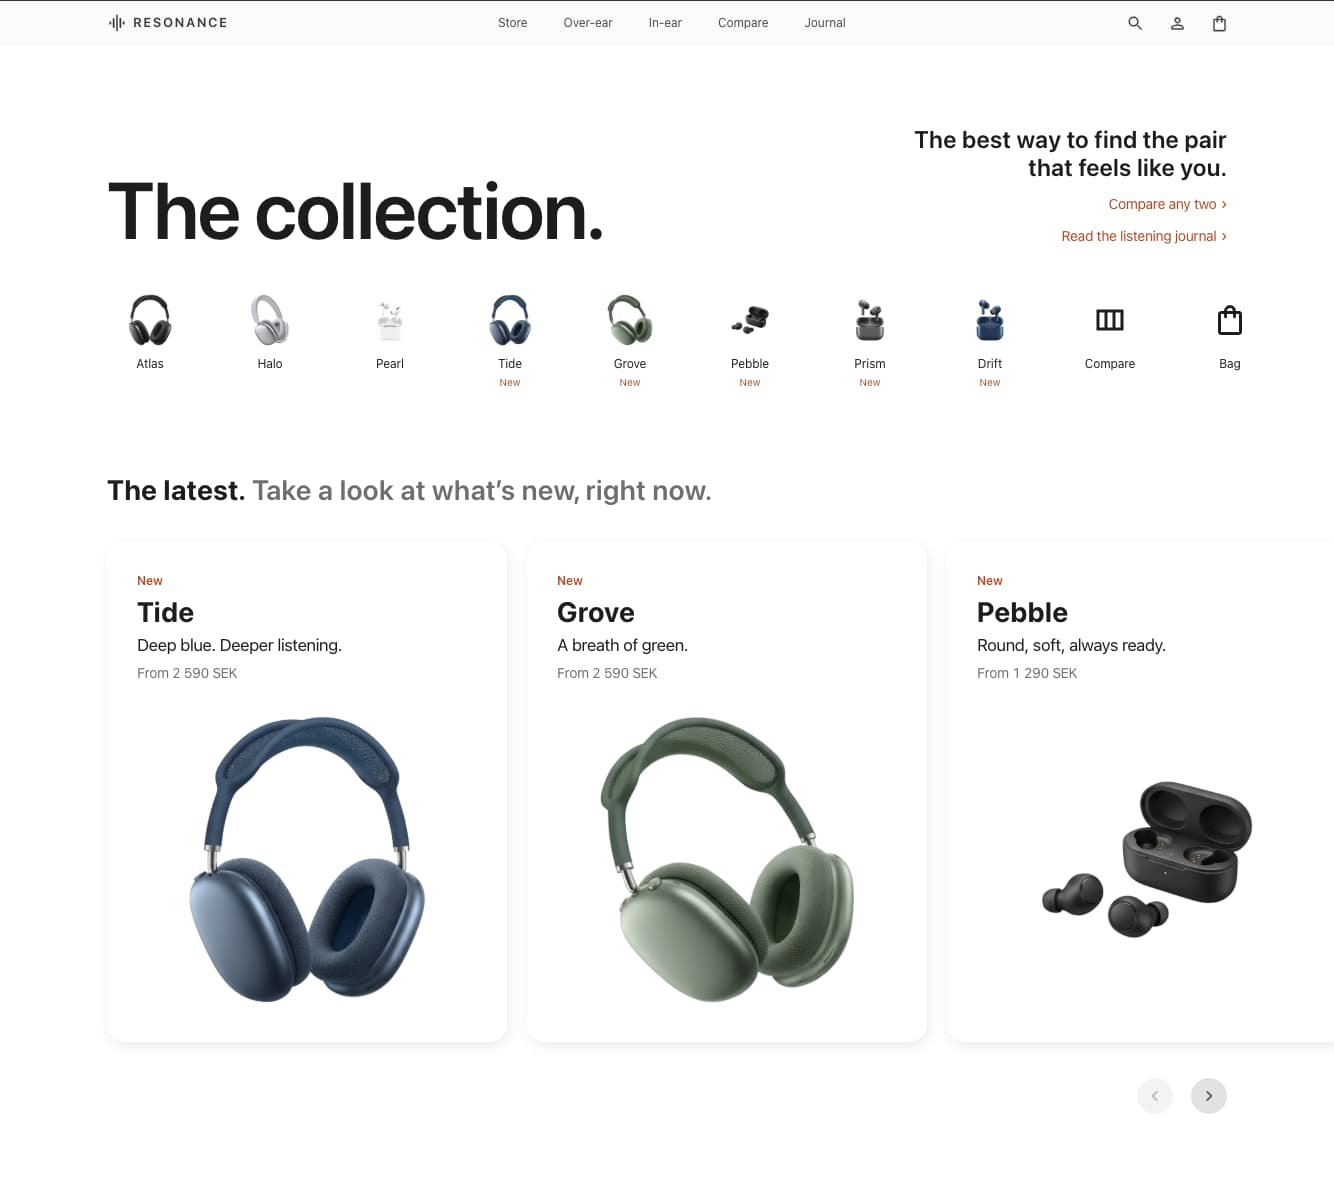 RESONANCE
Store
Over-ear
In-ear
Compare
Journal
The best way to find the pair
that feels like you.
Compare any two ›
Read the listening journal ›
The collection.
Atlas
Halo
Pearl
Tide
New
Grove
New
Pebble
New
Prism
New
Drift
New
Compare
Bag
The latest. Take a look at what’s new, right now.
New
Tide
Deep blue. Deeper listening.
From 2 590 SEK
New
Grove
A breath of green.
From 2 590 SEK
New
Pebble
Round, soft, always ready.
From 1 290 SEK